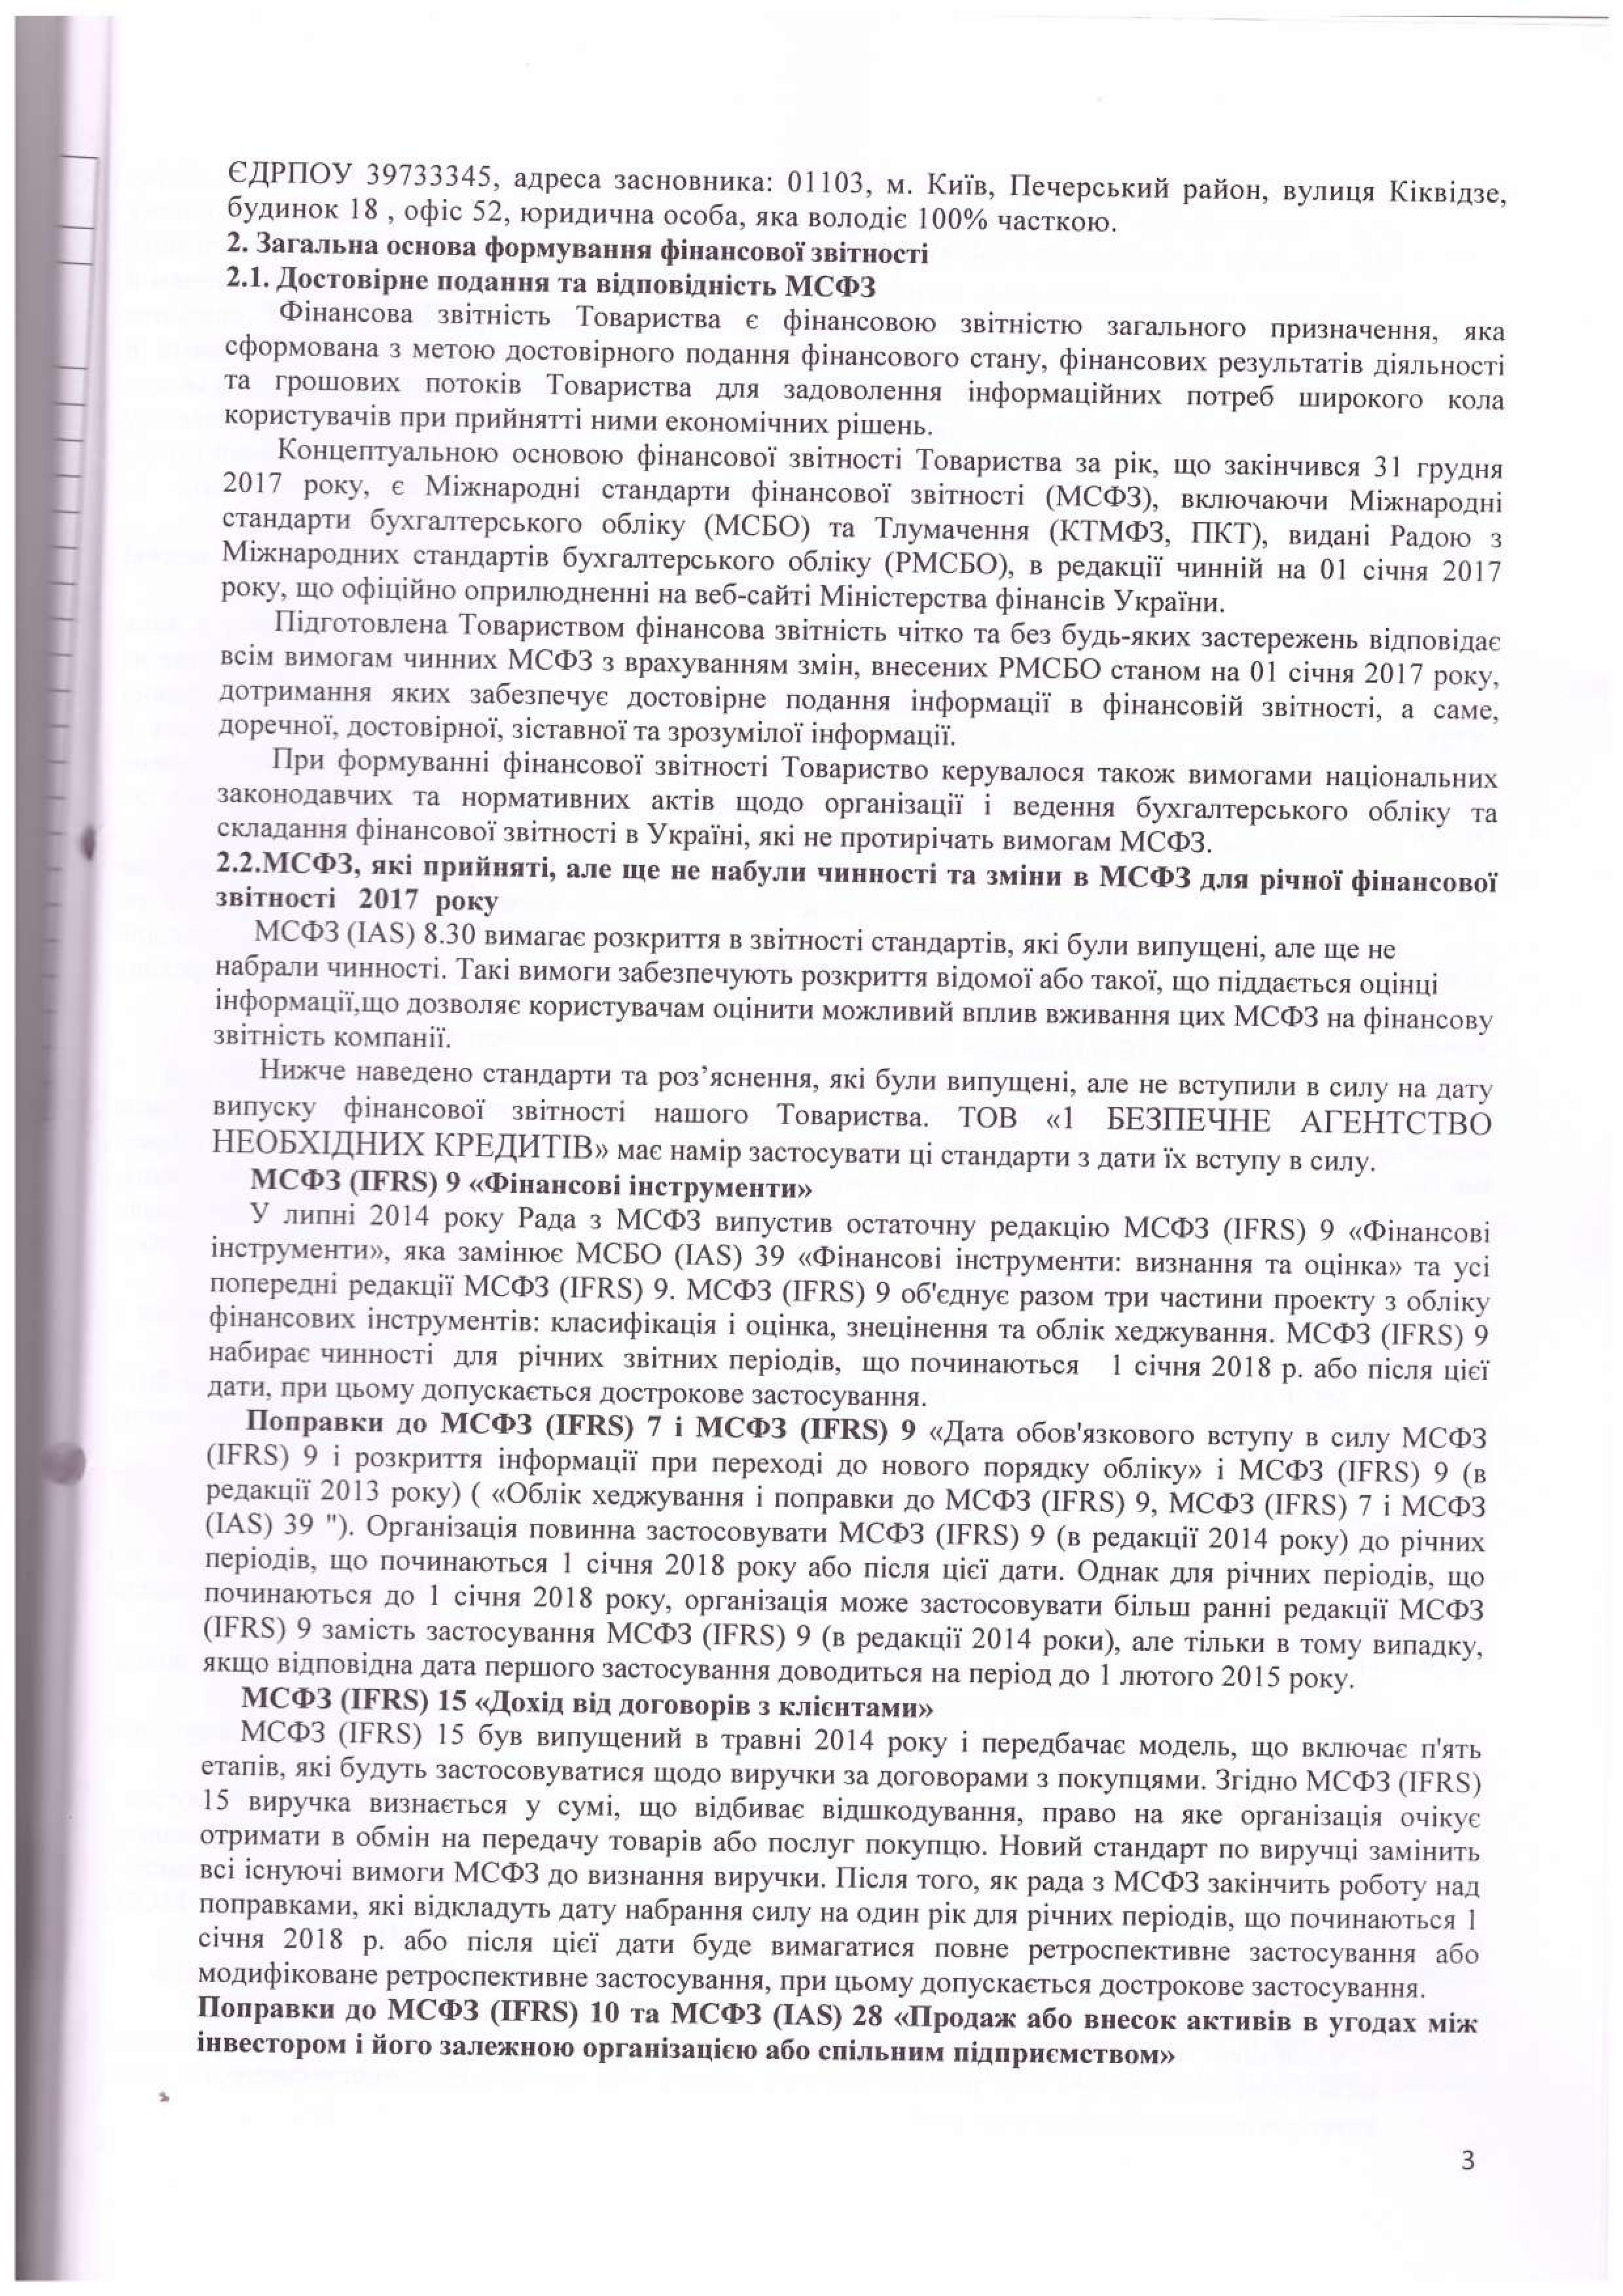 ЄДРПОУ 39733345, адреса засновника: 01103, м. Київ, Печерський район, вулиця Кіквідзе,
будинок 18 , офіс 52, юридична особа, яка володіє 100% часткою.
2. Загальна основа формування фінансової звітності
2.1. Достовірне подання та відповідність МСФЗ
Фінансова звітність Товариства є фінансовою звітністю загального призначення, яка
сформована з метою достовірного подання фінансового стану, фінансових результатів діяльності
та грошових потоків Товариства для задоволення інформаційних потреб широкого кола
користувачів при прийнятті ними економічних рішень.
Концептуальною основою фінансової звітності Товариства за рік, що закінчився 31 грудня
2017 року, є Міжнародні стандарти фінансової звітності (МСФЗ), включаючи Міжнародні
стандарти бухгалтерського обліку (МСБО) та Тлумачення (КТМФЗ, ПКТ), видані Радою з
Міжнародних стандартів бухгалтерського обліку (РМСБО), в редакції чинній на 01 січня 2017
року, що офіційно оприлюдненні на веб-сайті Міністерства фінансів України.
Підготовлена Товариством фінансова звітність чітко та без будь-яких застережень відповідає
всім вимогам чинних МСФЗ з врахуванням змін, внесених РМСБО станом на 01 січня 2017 року,
дотримання яких забезпечує достовірне подання інформації в фінансовій звітності, а саме,
доречної, достовірної, зіставної та зрозумілої інформації.
При формуванні фінансової звітності Товариство керувалося також вимогами національних
законодавчих та нормативних актів щодо організації і ведення бухгалтерського обліку та
складання фінансової звітності в Україні, які не протирічать вимогам МСФЗ.
2.2.МСФЗ, які прийняті, але ще не набули чинності та зміни в МСФЗ для річної фінансової
звітності 2017 року
МСФЗ (IAS) 8.30 вимагає розкриття в звітності стандартів, які були випущені, але ще не
набрали чинності. Такі вимоги забезпечують розкриття відомої або такої, що піддається оцінці
інформації,що дозволяє користувачам оцінити можливий вплив вживання цих МСФЗ на фінансову
звітність компанії.
Нижче наведено стандарти та роз’яснення, які були випущені, але не вступили в силу на дату
випуску фінансової звітності нашого Товариства. ТОВ «1 БЕЗПЕЧНЕ АГЕНТСТВО
НЕОБХІДНИХ КРЕДИТІВ» має намір застосувати ці стандарти з дати їх вступу в силу.
МСФЗ (IFRS) 9 «Фінансові інструменти»
У липні 2014 року Рада з МСФЗ випустив остаточну редакцію МСФЗ (IFRS) 9 «Фінансові
інструменти», яка замінює МСБО (IAS) 39 «Фінансові інструменти: визнання та оцінка» та усі
попередні редакції МСФЗ (IFRS) 9. МСФЗ (IFRS) 9 об'єднує разом три частини проекту з обліку
фінансових інструментів: класифікація і оцінка, знецінення та облік хеджування. МСФЗ (IFRS) 9
набирає чинності для річних звітних періодів, що починаються 1 січня 2018 р. або після цієї
дати, при цьому допускається дострокове застосування.
Поправки до МСФЗ (IFRS) 7 і МСФЗ (IFRS) 9 «Дата обов'язкового вступу в силу МСФЗ
(IFRS) 9 і розкриття інформації при переході до нового порядку обліку» і МСФЗ (IFRS) 9 (в
редакції 2013 року) ( «Облік хеджування і поправки до МСФЗ (IFRS) 9, МСФЗ (IFRS) 7 і МСФЗ
(IAS) 39 "). Організація повинна застосовувати МСФЗ (IFRS) 9 (в редакції 2014 року) до річних
періодів, що починаються 1 січня 2018 року або після цієї дати. Однак для річних періодів, що
починаються до 1 січня 2018 року, організація може застосовувати більш ранні редакції МСФЗ
(IFRS) 9 замість застосування МСФЗ (IFRS) 9 (в редакції 2014 роки), але тільки в тому випадку,
якщо відповідна дата першого застосування доводиться на період до 1 лютого 2015 року.
МСФЗ (IFRS) 15 «Дохід від договорів з клієнтами»
МСФЗ (IFRS) 15 був випущений в травні 2014 року і передбачає модель, що включає п'ять
етапів, які будуть застосовуватися щодо виручки за договорами з покупцями. Згідно МСФЗ (IFRS)
15 виручка визнається у сумі, що відбиває відшкодування, право на яке організація очікує
отримати в обмін на передачу товарів або послуг покупцю. Новий стандарт по виручці замінить
всі існуючі вимоги МСФЗ до визнання виручки. Після того, як рада з МСФЗ закінчить роботу над
поправками, які відкладуть дату набрання силу на один рік для річних періодів, що починаються 1
січня 2018 р. або після цієї дати буде вимагатися повне ретроспективне застосування або
модифіковане ретроспективне застосування, при цьому допускається дострокове застосування.
Поправки до МСФЗ (IFRS) 10 та МСФЗ (IAS) 28 «Продаж або внесок активів в угодах між
інвестором і його залежною організацією або спільним підприємством»
3